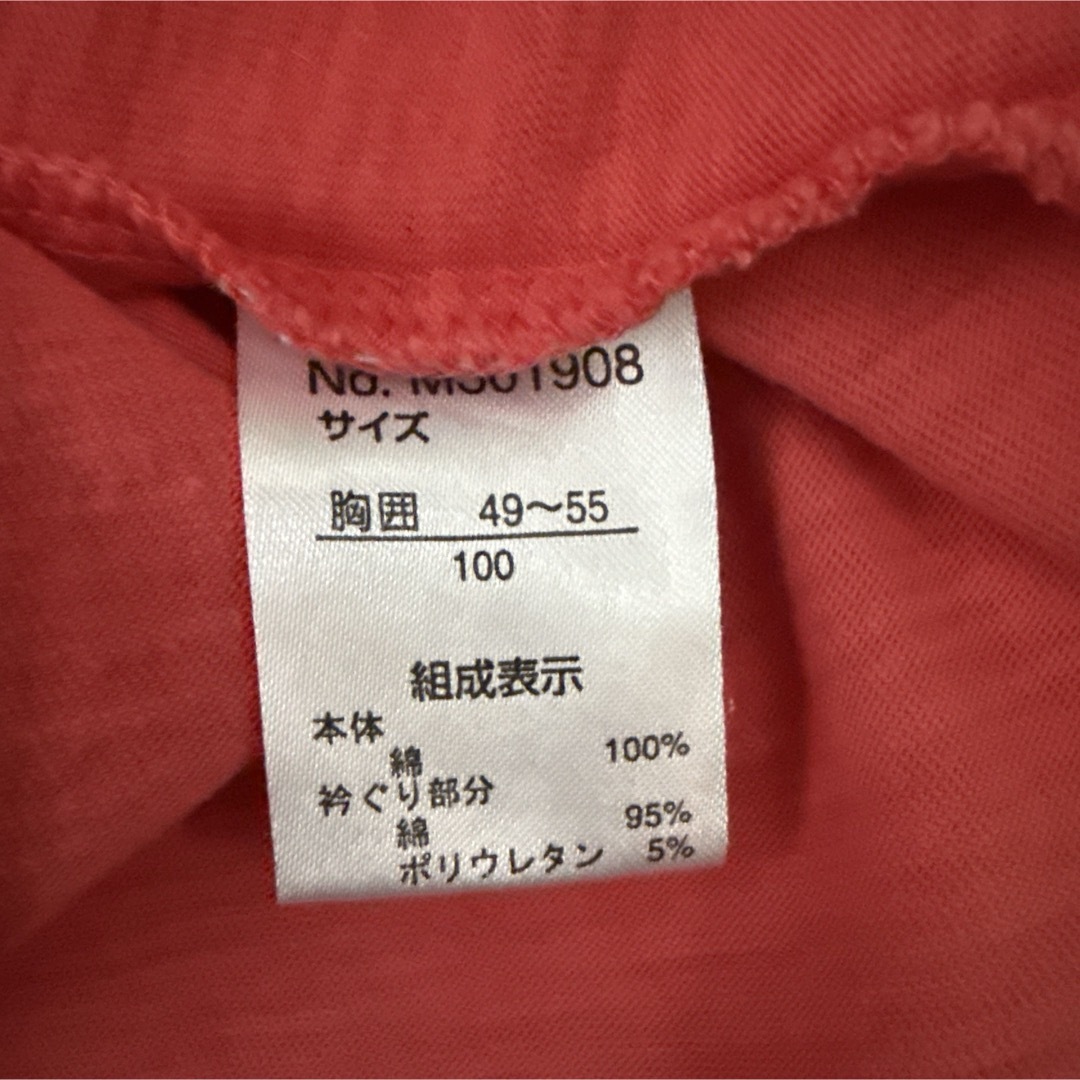 No. M301908
サイズ
胸囲 49〜55
100
組成表示
本体
綿 100%
衿ぐり部分
綿 95%
ポリウレタン 5%